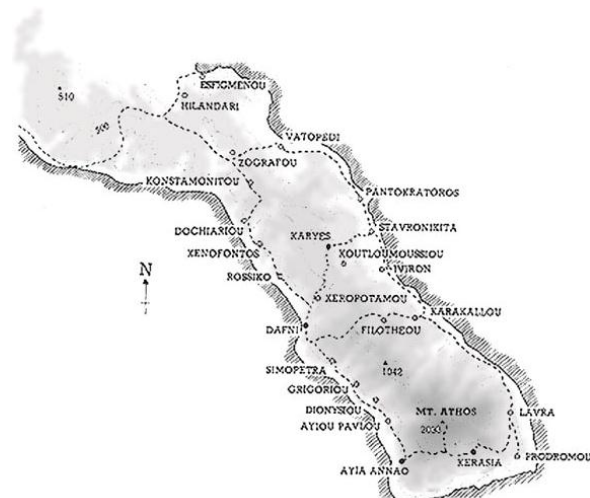 ESFIGMENOU
510
HILANDARI
500
VATOPEDI
ZOGRAFOU
KONSTAMONITOU
PANTOKRATOROS
DOCHIARIOU
STAVRONIKITA
KARYES
XENOFONTOS
KOUTLOUMOUSSIOU
IVIRON
N
ROSSIKO
XEROPOTAMOU
KARAKALLOU
DAFNI
FILOTHEOU
SIMOPETRA
1042
GRIGORIOU
DIONYSIOU
MT. ATHOS
LAVRA
AYIOU PAVLOU
2033
AYIA ANNAO
KERASIA
PRODROMOU